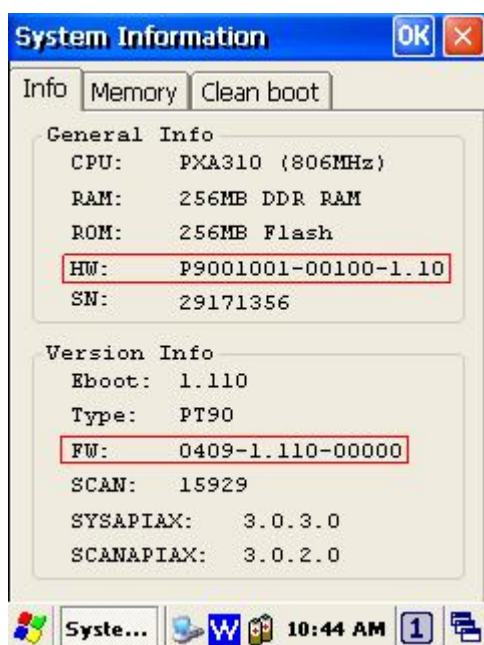 System Information OK
Info Memory Clean boot
General Info
CPU: PXA310 (806MHz)
RAM: 256MB DDR RAM
ROM: 256MB Flash
HW: P9001001-00100-1.10
SN: 29171356
Version Info
Eboot: 1.110
Type: PT90
FW: 0409-1.110-00000
SCAN: 15929
SYSAPIAX: 3.0.3.0
SCANAPIAX: 3.0.2.0
Syste... W 10:44 AM 1